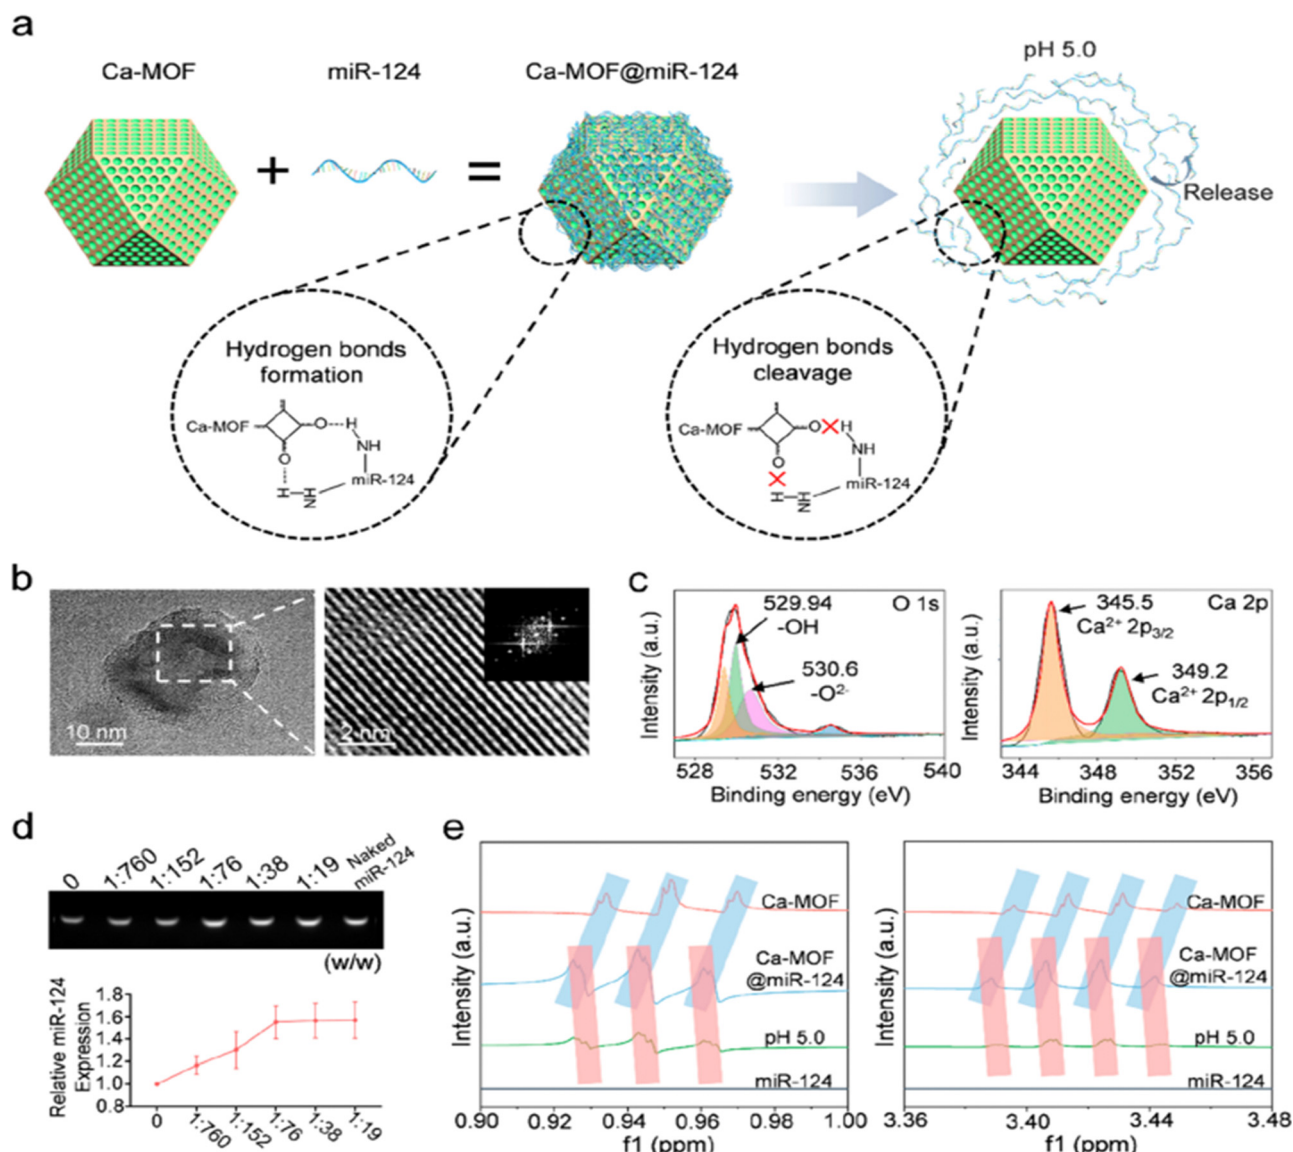 a
Ca-MOF
miR-124
Ca-MOF@miR-124
pH 5.0
+
=
Release
Hydrogen bonds
formation
Ca-MOF
O
H
NH
O
miR-124
H
N
H
Hydrogen bonds
cleavage
Ca-MOF
O
H
NH
O
miR-124
H
N
H
b
10 nm
2 nm
c
Intensity (a.u.)
529.94
-OH
530.6
-O²⁻
O 1s
528 532 536 540
Binding energy (eV)
Intensity (a.u.)
345.5
Ca²⁺ 2p₃/₂
349.2
Ca²⁺ 2p₁/₂
Ca 2p
344 348 352 356
Binding energy (eV)
d
0 1:760 1:152 1:76 1:38 1:19 Naked
miR-124
(w/w)
Relative miR-124
Expression
1.8
1.6
1.4
1.2
1.0
0.8
0 1:760 1:152 1:76 1:38 1:19
e
Intensity (a.u.)
Ca-MOF
Ca-MOF
@miR-124
pH 5.0
miR-124
0.90 0.92 0.94 0.96 0.98 1.00
f1 (ppm)
Intensity (a.u.)
Ca-MOF
Ca-MOF
@miR-124
pH 5.0
miR-124
3.36 3.40 3.44 3.48
f1 (ppm)